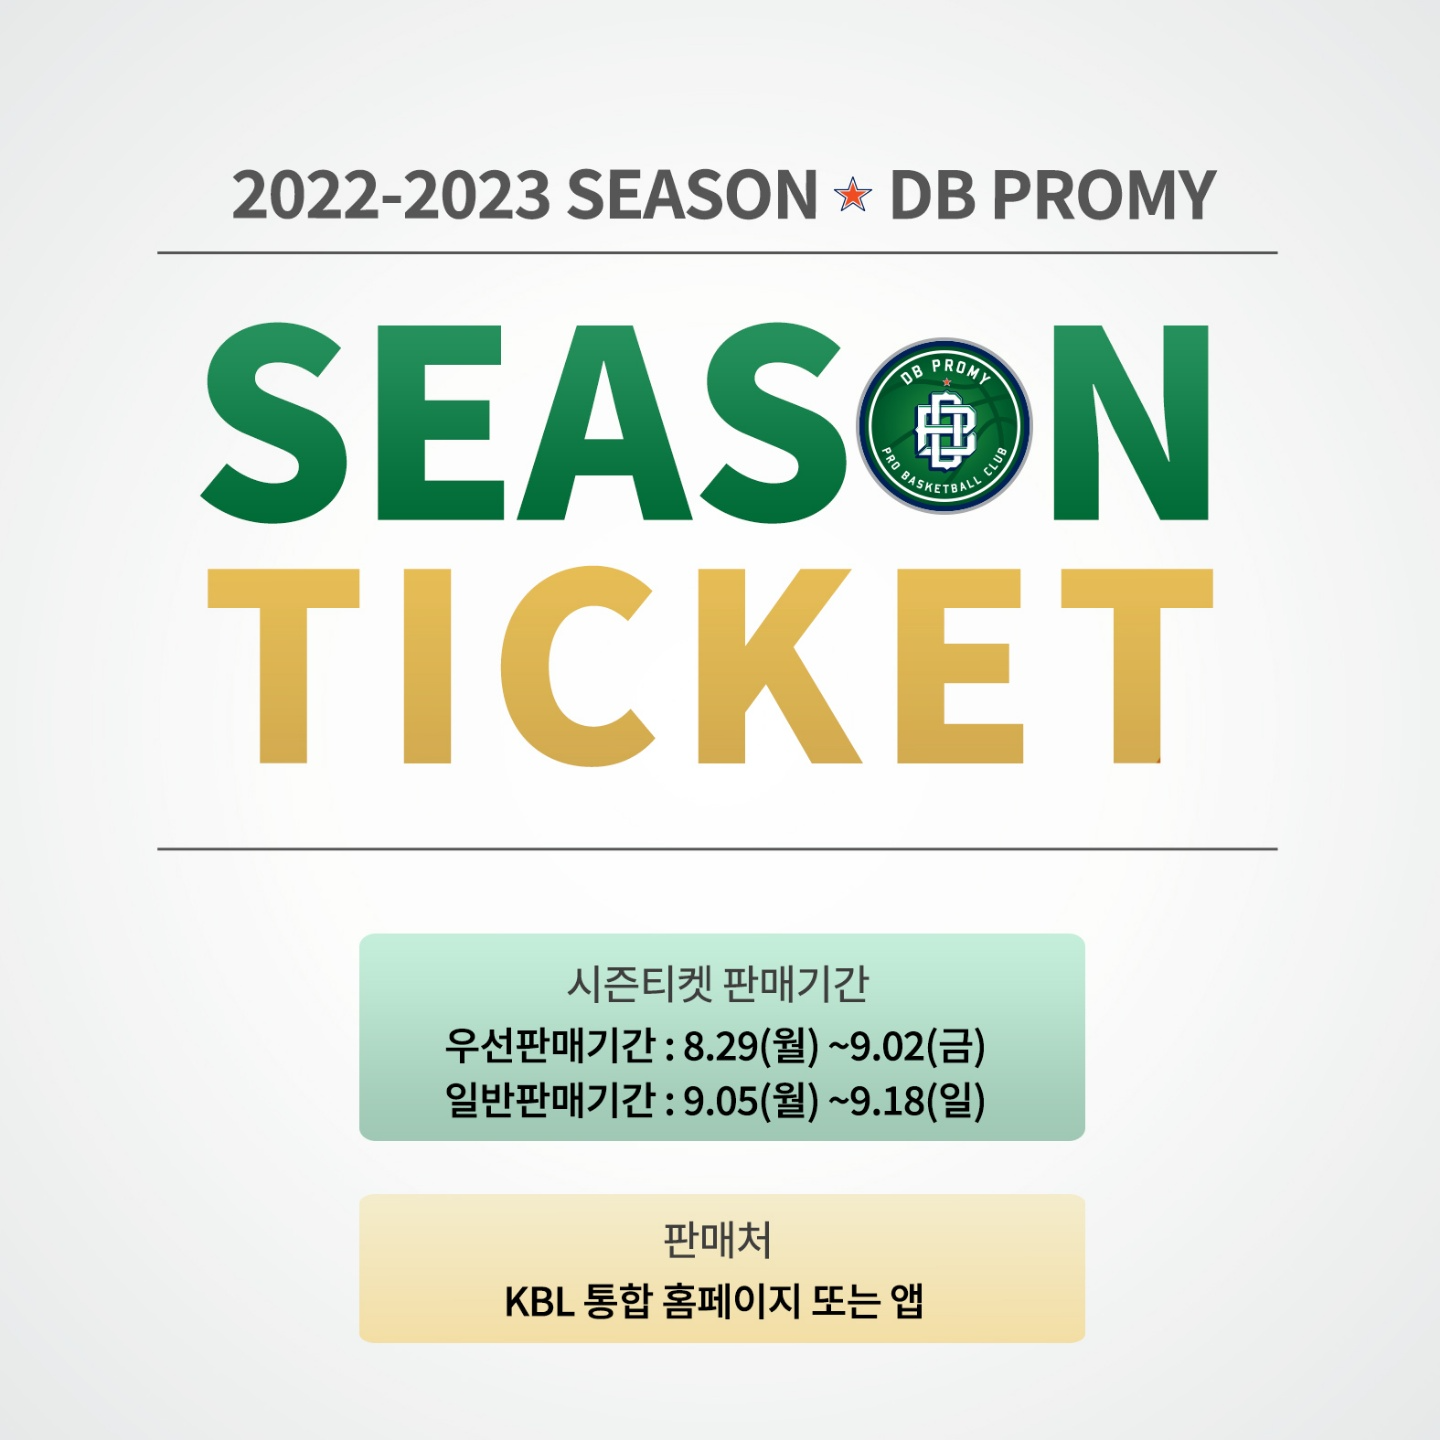 2022-2023 SEASON ★ DB PROMY
SEASON
DB PROMY
PRO BASKETBALL CLUB
TICKET
시즌티켓 판매기간
우선판매기간 : 8.29(월) ~9.02(금)
일반판매기간 : 9.05(월) ~9.18(일)
판매처
KBL 통합 홈페이지 또는 앱